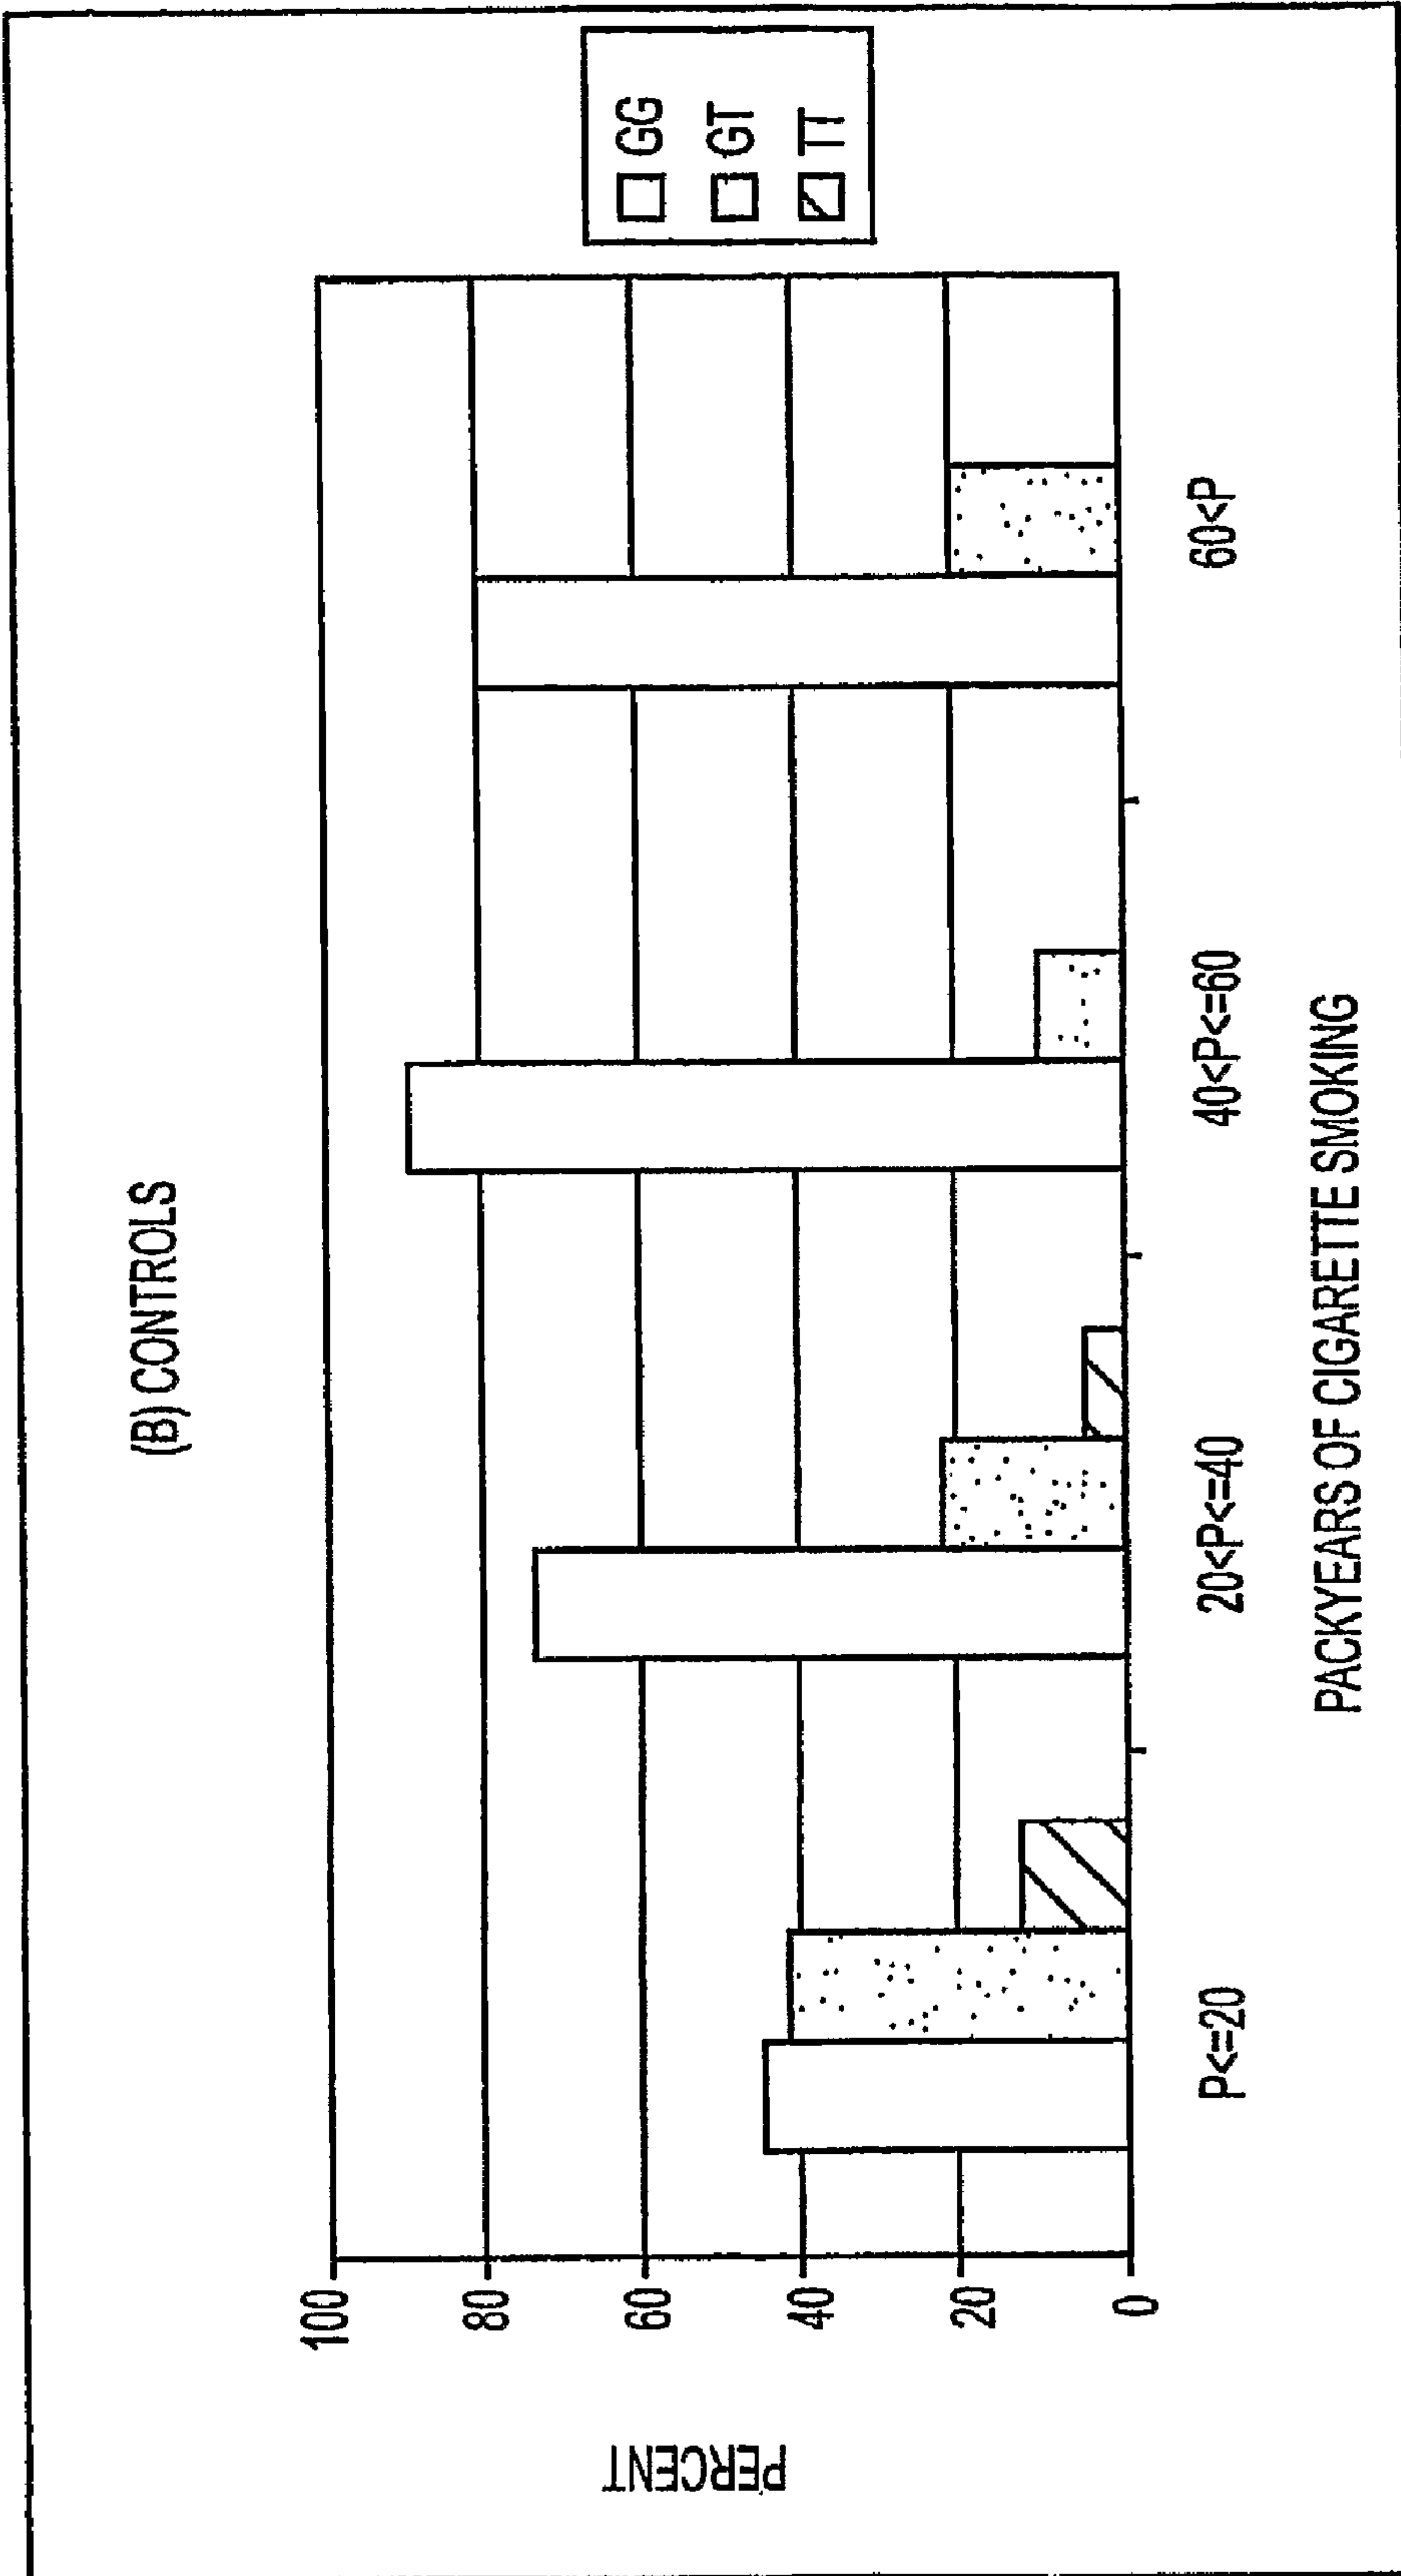 (B) CONTROLS
PERCENT
100
80
60
40
20
0
P<=20
20<P<=40
40<P<=60
60<P
PACKYEARS OF CIGARETTE SMOKING
GG
GT
TT